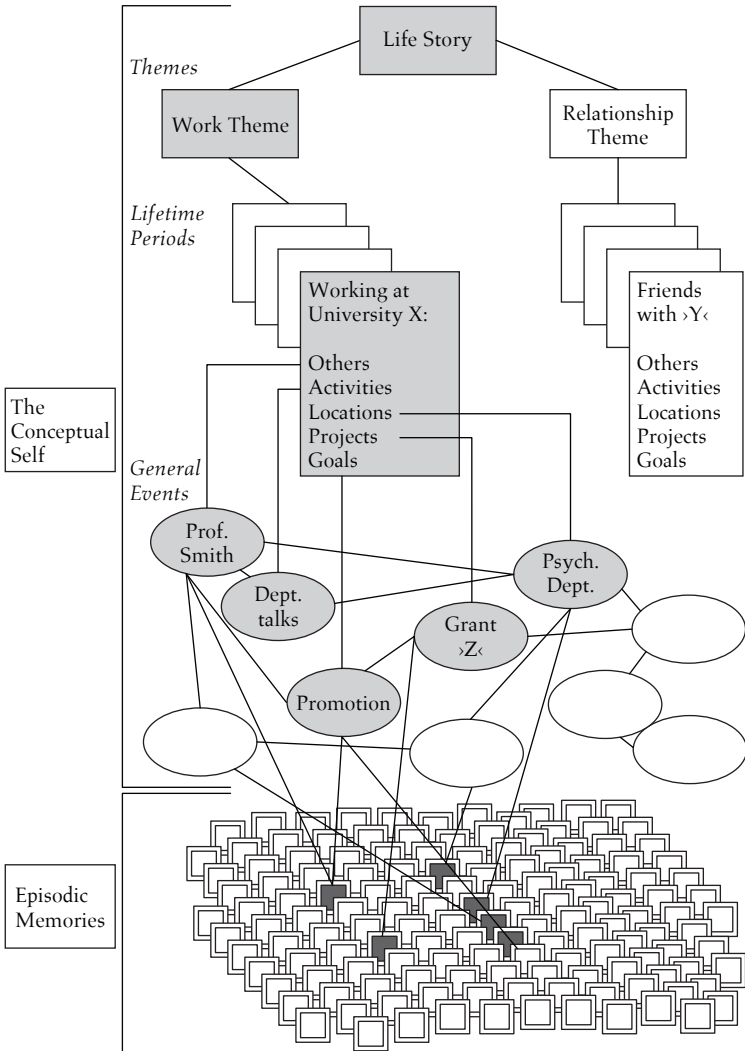 Life Story
Themes
Work Theme
Relationship
Theme
Lifetime
Periods
Working at
University X:
Others
Activities
Locations
Projects
Goals
Friends
with ›Y‹
Others
Activities
Locations
Projects
Goals
The
Conceptual
Self
General
Events
Prof.
Smith
Dept.
talks
Psych.
Dept.
Grant
›Z‹
Promotion
Episodic
Memories